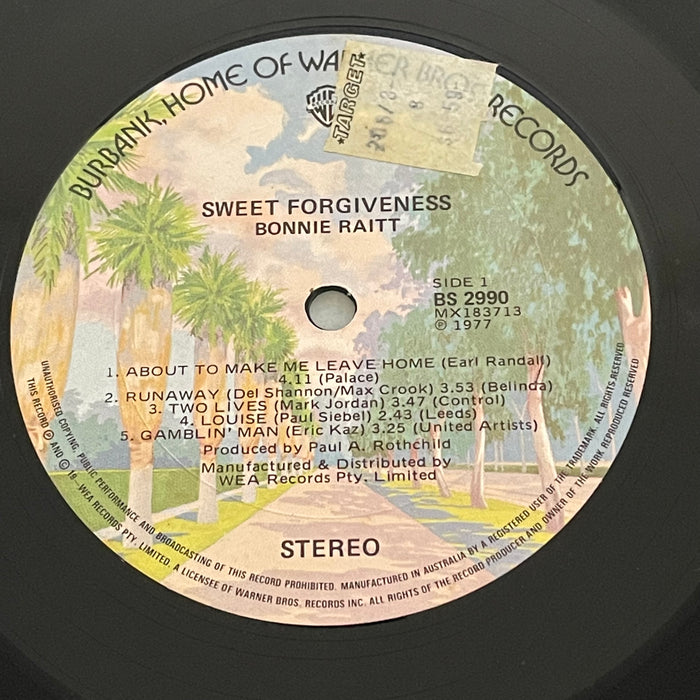 BURBANK, HOME OF WARNER BROS. RECORDS
TARGET
8
SWEET FORGIVENESS
BONNIE RAITT
SIDE 1
BS 2990
MX183713
℗ 1977
1. ABOUT TO MAKE ME LEAVE HOME (Earl Randall)
4.11 (Palace)
2. RUNAWAY (Del Shannon/Max Crook) 3.53 (Belinda)
3. TWO LIVES (Mark Jordan) 3.47 (Control)
4. LOUISE (Paul Siebel) 2.43 (Leeds)
5. GAMBLIN' MAN (Eric Kaz) 3.25 (United Artists)
Produced by Paul A. Rothchild
Manufactured & Distributed by
WEA Records Pty. Limited
STEREO
UNAUTHORISED COPYING, PUBLIC PERFORMANCE AND BROADCASTING OF THIS RECORD PROHIBITED. MANUFACTURED IN AUSTRALIA BY A REGISTERED USER OF THE TRADEMARK. ALL RIGHTS RESERVED
THIS RECORD ℗ AND © 19 WEA RECORDS PTY. LIMITED. A LICENSEE OF WARNER BROS. RECORDS INC. ALL RIGHTS OF THE RECORD PRODUCER AND OWNER OF THE WORK REPRODUCED RESERVED